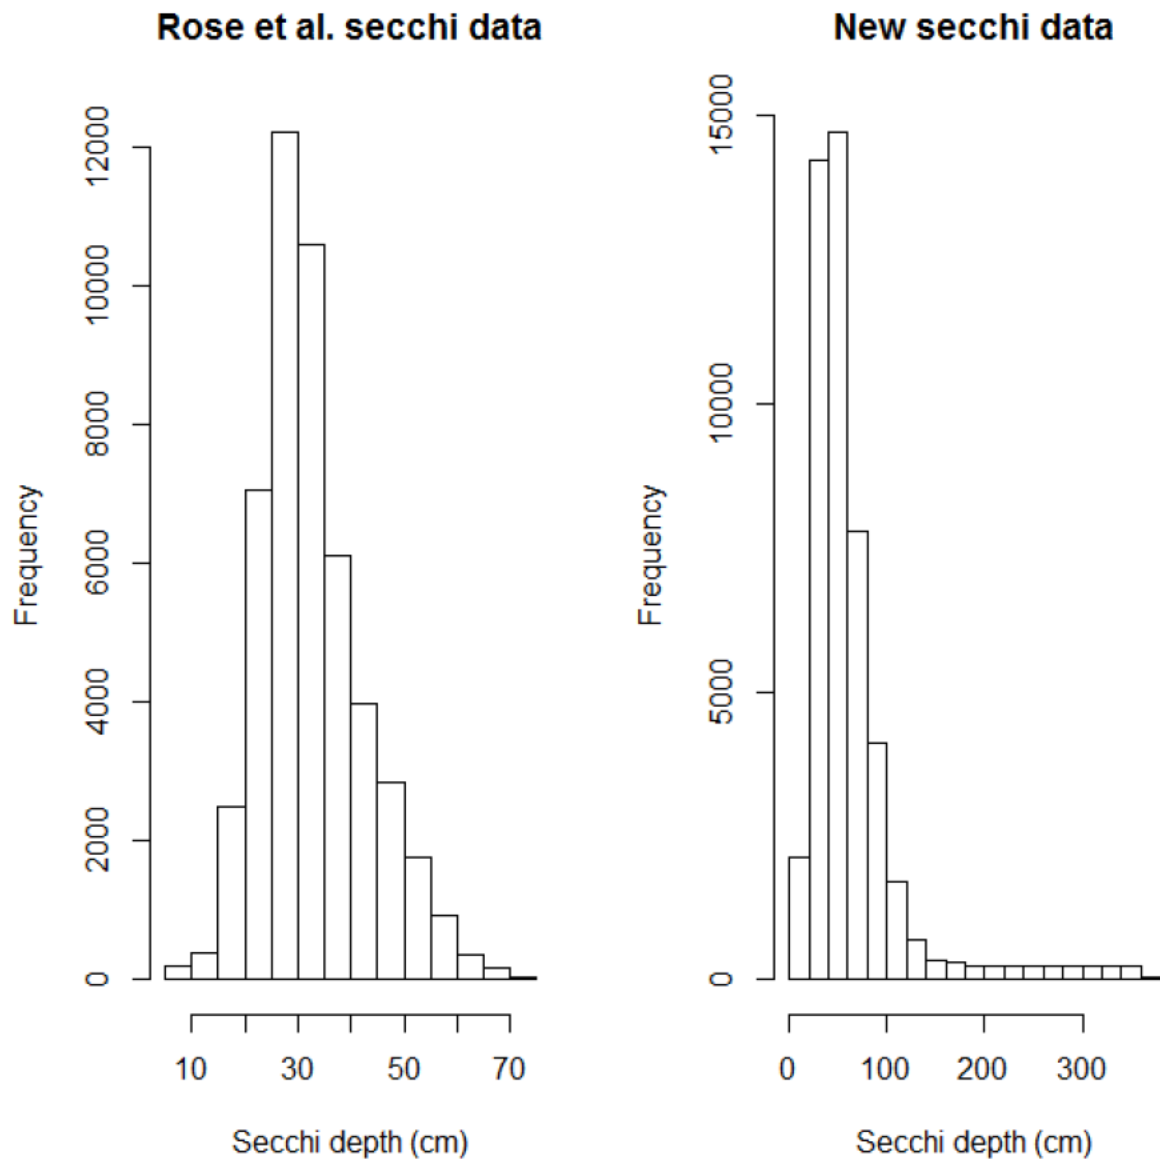 Rose et al. secchi data
Frequency
12000
10000
8000
6000
4000
2000
0
10 30 50 70
Secchi depth (cm)
New secchi data
Frequency
15000
10000
5000
0
0 100 200 300
Secchi depth (cm)